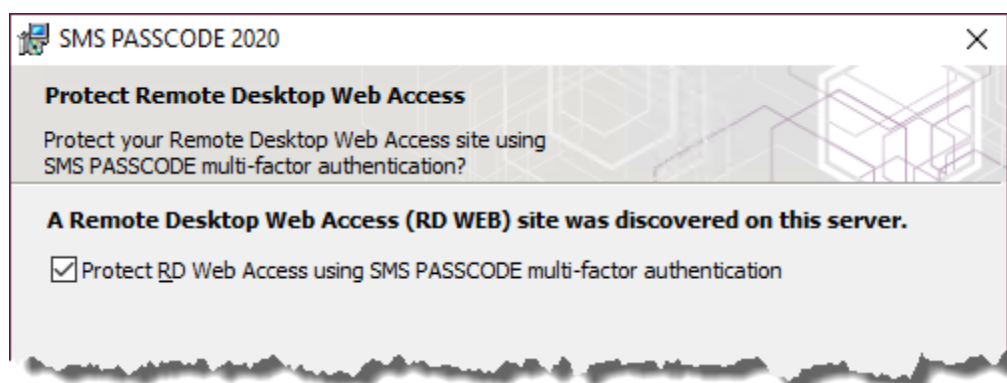 SMS PASSCODE 2020
Protect Remote Desktop Web Access
Protect your Remote Desktop Web Access site using
SMS PASSCODE multi-factor authentication?
A Remote Desktop Web Access (RD WEB) site was discovered on this server.
Protect RD Web Access using SMS PASSCODE multi-factor authentication